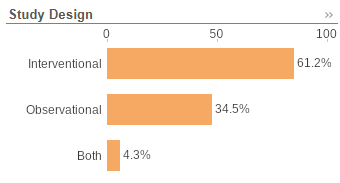 Study Design »
0 50 100
Interventional 61.2%
Observational 34.5%
Both 4.3%